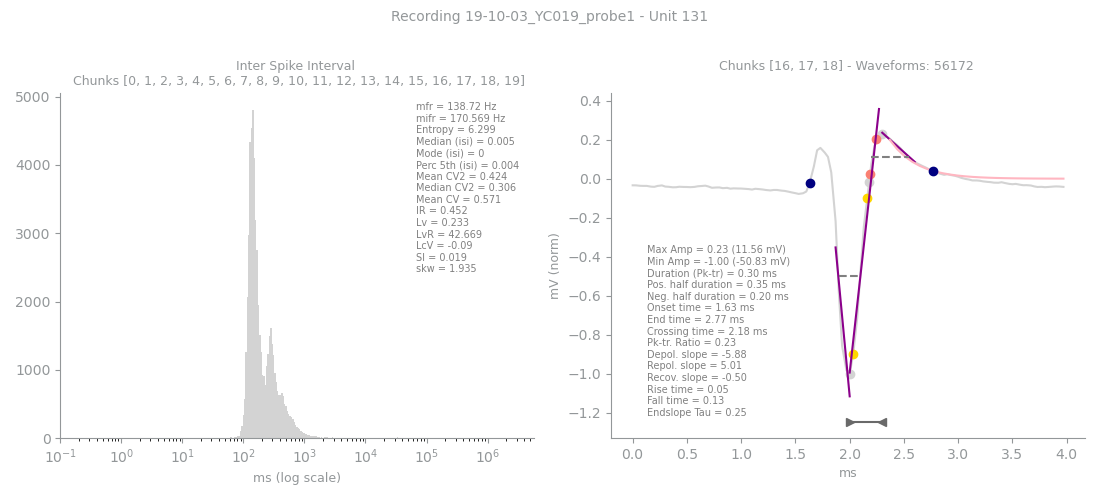 Recording 19-10-03_YC019_probe1 - Unit 131
Inter Spike Interval
Chunks [0, 1, 2, 3, 4, 5, 6, 7, 8, 9, 10, 11, 12, 13, 14, 15, 16, 17, 18, 19]
5000
4000
3000
2000
1000
0
mfr = 138.72 Hz
mifr = 170.569 Hz
Entropy = 6.299
Median (isi) = 0.005
Mode (isi) = 0
Perc 5th (isi) = 0.004
Mean CV2 = 0.424
Median CV2 = 0.306
Mean CV = 0.571
IR = 0.452
Lv = 0.233
LvR = 42.669
LcV = -0.09
SI = 0.019
skw = 1.935
10⁻¹ 10⁰ 10¹ 10² 10³ 10⁴ 10⁵ 10⁶
ms (log scale)
Chunks [16, 17, 18] - Waveforms: 56172
mV (norm)
0.4
0.2
0.0
−0.2
−0.4
−0.6
−0.8
−1.0
−1.2
Max Amp = 0.23 (11.56 mV)
Min Amp = -1.00 (-50.83 mV)
Duration (Pk-tr) = 0.30 ms
Pos. half duration = 0.35 ms
Neg. half duration = 0.20 ms
Onset time = 1.63 ms
End time = 2.77 ms
Crossing time = 2.18 ms
Pk-tr. Ratio = 0.23
Depol. slope = -5.88
Repol. slope = 5.01
Recov. slope = -0.50
Rise time = 0.05
Fall time = 0.13
Endslope Tau = 0.25
0.0 0.5 1.0 1.5 2.0 2.5 3.0 3.5 4.0
ms